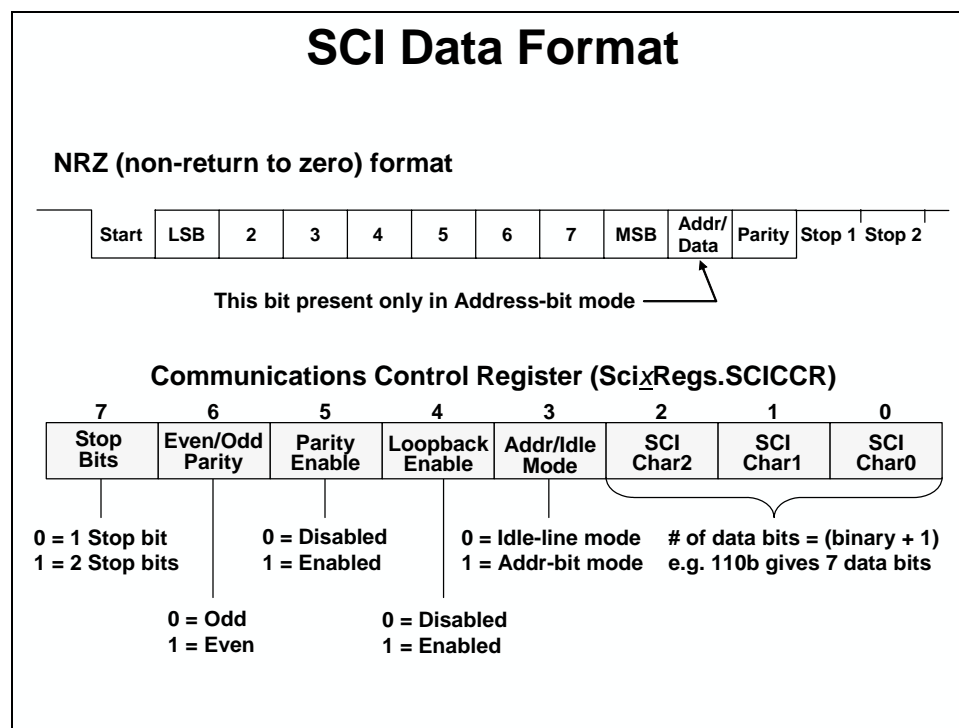 SCI Data Format
NRZ (non-return to zero) format
Start LSB 2 3 4 5 6 7 MSB Addr/ Data Parity Stop 1 Stop 2
This bit present only in Address-bit mode
Communications Control Register (ScixRegs.SCICCR)
7 6 5 4 3 2 1 0
Stop Bits Even/Odd Parity Parity Enable Loopback Enable Addr/Idle Mode SCI Char2 SCI Char1 SCI Char0
0 = 1 Stop bit
1 = 2 Stop bits
0 = Odd
1 = Even
0 = Disabled
1 = Enabled
0 = Disabled
1 = Enabled
0 = Idle-line mode
1 = Addr-bit mode
# of data bits = (binary + 1)
e.g. 110b gives 7 data bits